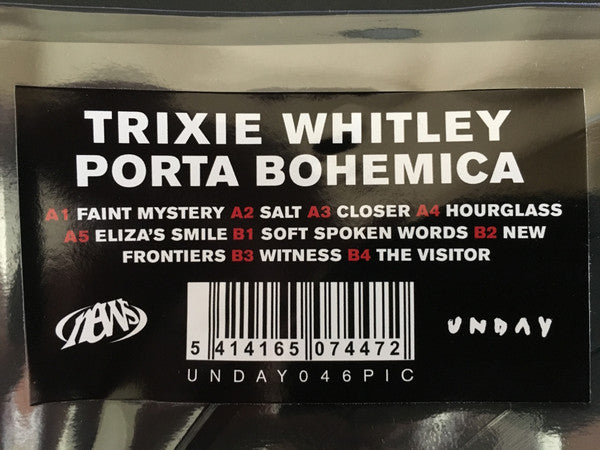 TRIXIE WHITLEY
PORTA BOHEMICA
A1 FAINT MYSTERY A2 SALT A3 CLOSER A4 HOURGLASS
A5 ELIZA'S SMILE B1 SOFT SPOKEN WORDS B2 NEW
FRONTIERS B3 WITNESS B4 THE VISITOR
news
UNDAY
5 414165 074472
UNDAY046PIC